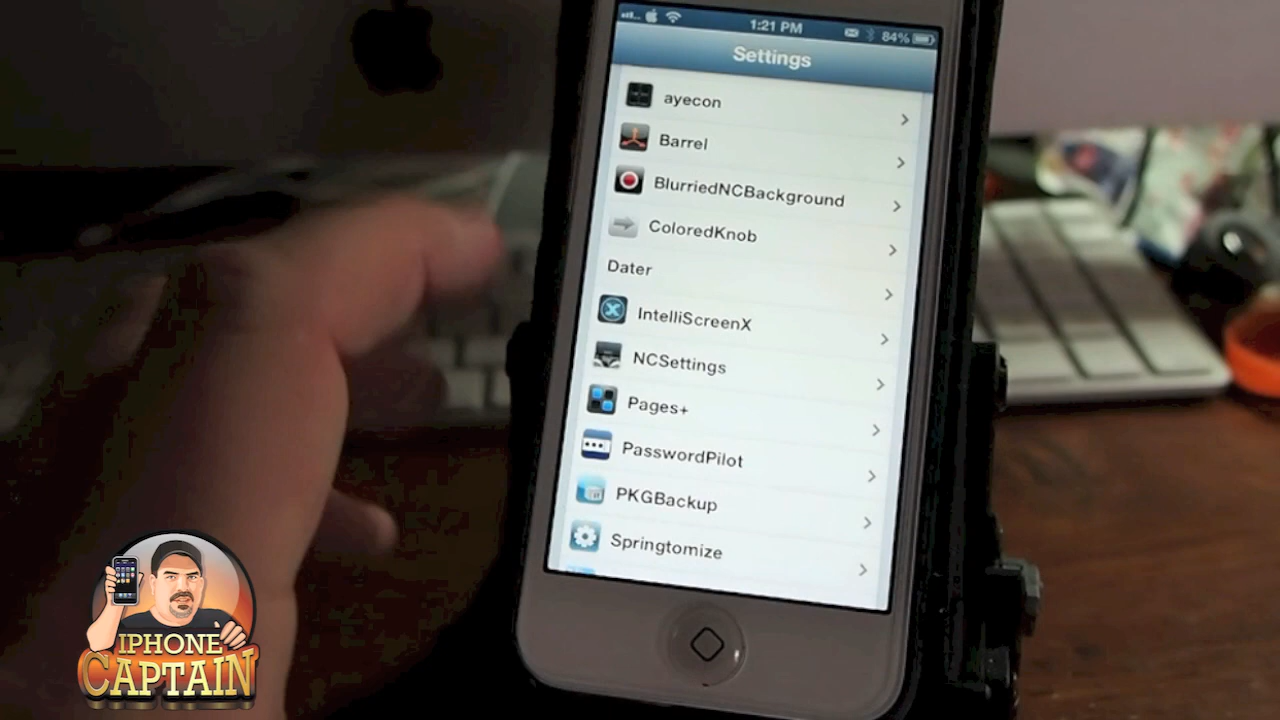 1:21 PM
84%
Settings
ayecon
Barrel
BlurriedNCBackground
ColoredKnob
Dater
IntelliScreenX
NCSettings
Pages+
PasswordPilot
PKGBackup
Springtomize
IPHONE
CAPTAIN